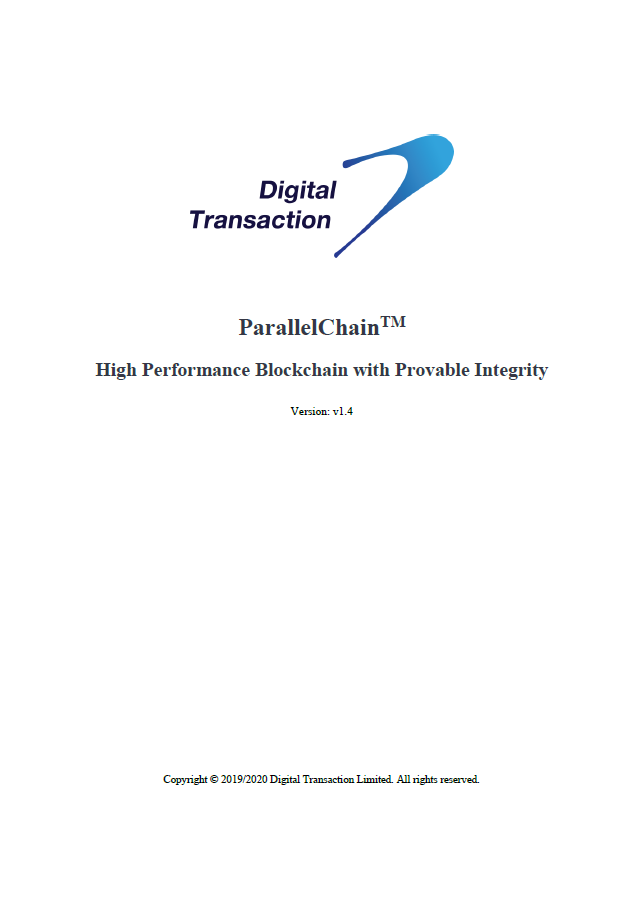 Digital
Transaction
ParallelChain™
High Performance Blockchain with Provable Integrity
Version: v1.4
Copyright © 2019/2020 Digital Transaction Limited. All rights reserved.